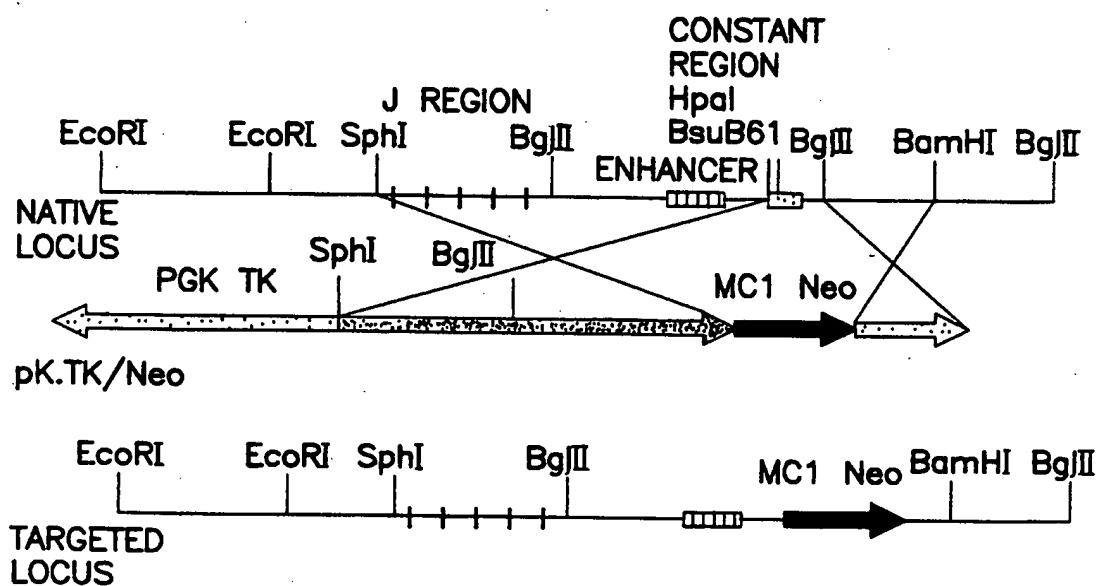 CONSTANT
REGION
HpaI
BsuB61
J REGION
EcoRI EcoRI SphI BglII BglII BamHI BglII
ENHANCER
NATIVE
LOCUS
SphI BglII
PGK TK MC1 Neo
pK.TK/Neo
EcoRI EcoRI SphI BglII MC1 Neo BamHI BglII
TARGETED
LOCUS